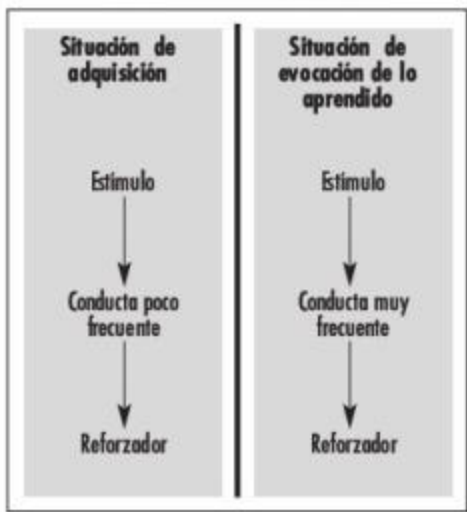 Situación de
adquisición
Estímulo
Conducta poco
frecuente
Reforzador
Situación de
evocación de lo
aprendido
Estímulo
Conducta muy
frecuente
Reforzador